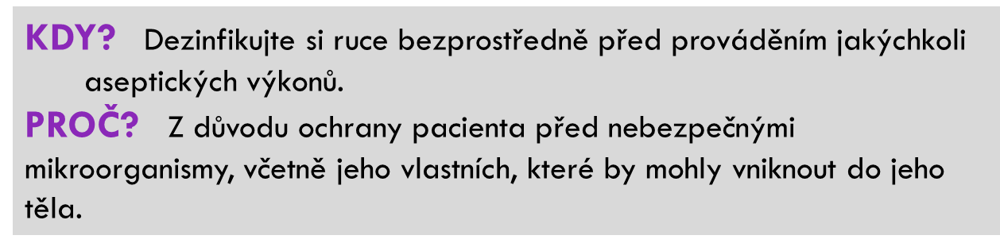 KDY? Dezinfikujte si ruce bezprostředně před prováděním jakýchkoli
aseptických výkonů.
PROČ? Z důvodu ochrany pacienta před nebezpečnými
mikroorganismy, včetně jeho vlastních, které by mohly vniknout do jeho
těla.